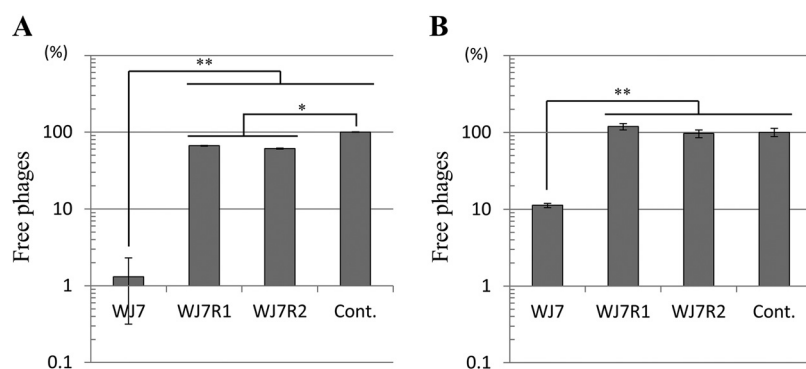 A
(%)
**
*
100
10
1
0.1
Free phages
WJ7 WJ7R1 WJ7R2 Cont.
B
(%)
**
100
10
1
0.1
Free phages
WJ7 WJ7R1 WJ7R2 Cont.